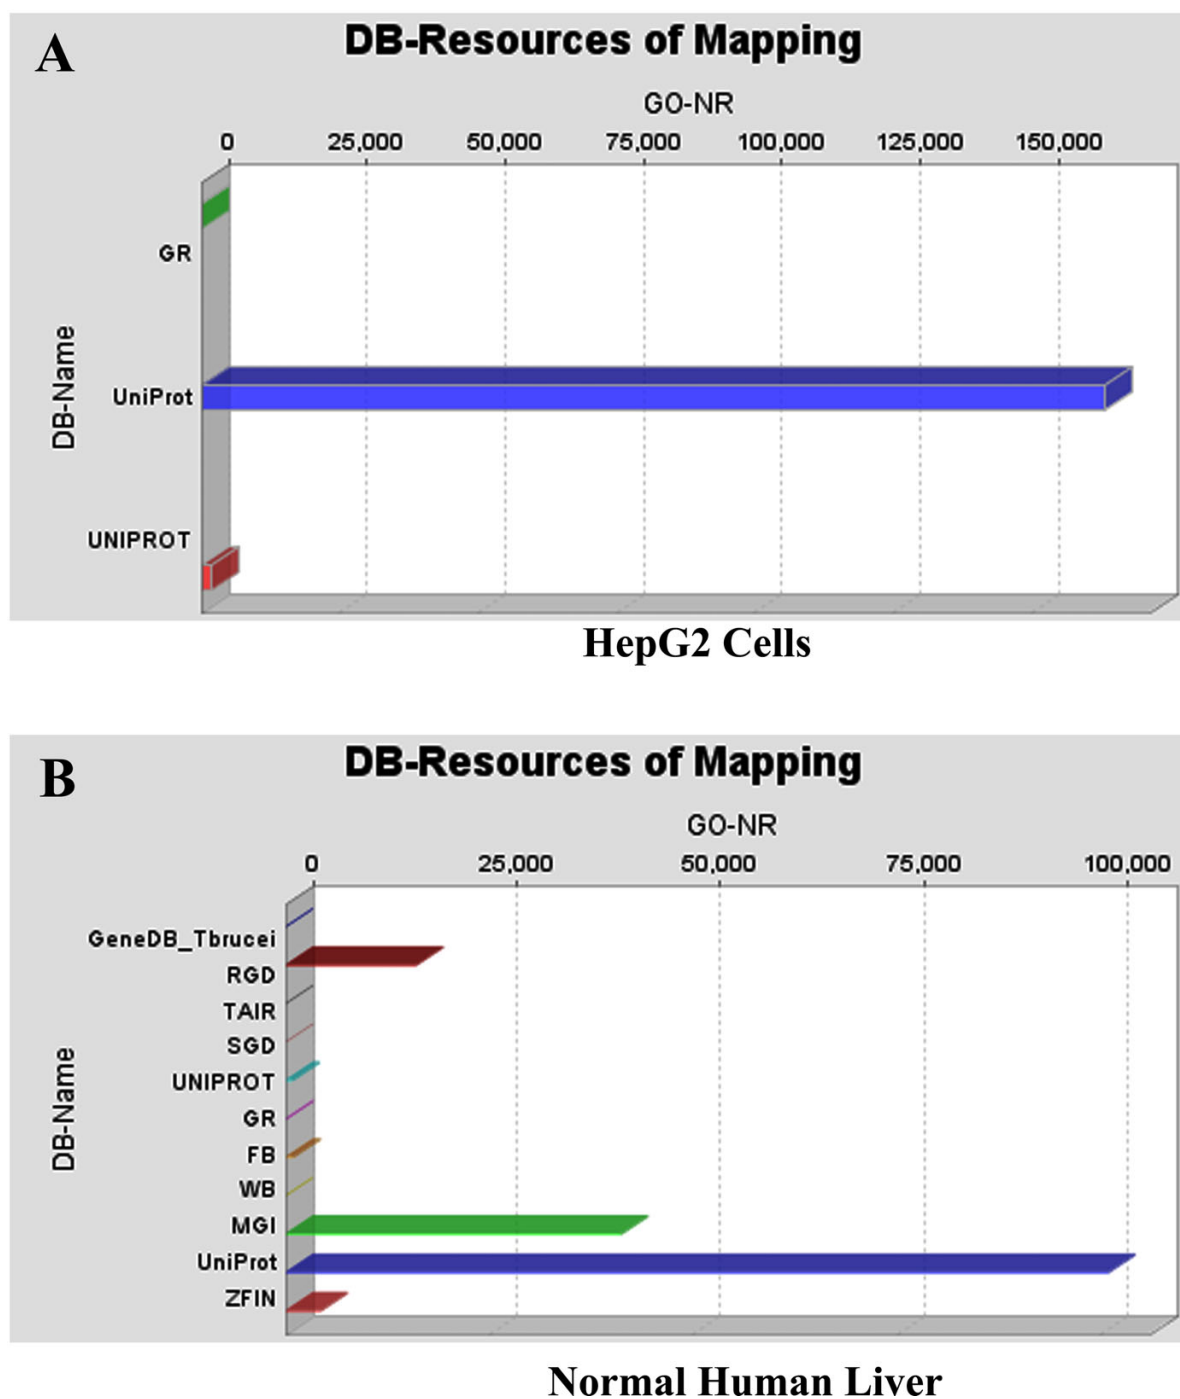 A
DB-Resources of Mapping
GO-NR
0 25,000 50,000 75,000 100,000 125,000 150,000
DB-Name
GR
UniProt
UNIPROT
HepG2 Cells
B
DB-Resources of Mapping
GO-NR
0 25,000 50,000 75,000 100,000
DB-Name
GeneDB_Tbrucei
RGD
TAIR
SGD
UNIPROT
GR
FB
WB
MGI
UniProt
ZFIN
Normal Human Liver